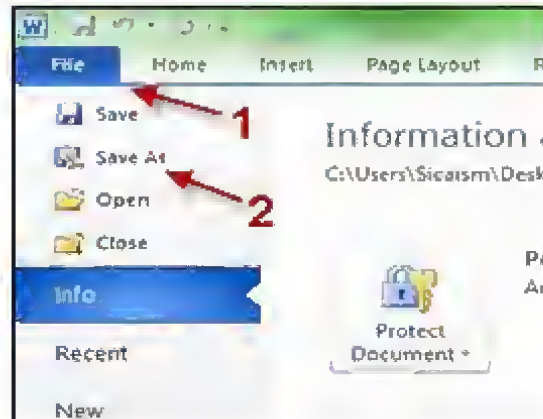 W
File Home Insert Page Layout R
Save
1
Save As
Information
C:\Users\Sicaism\Desk
Open
2
Close
Info
P
A
Protect
Document
Recent
New